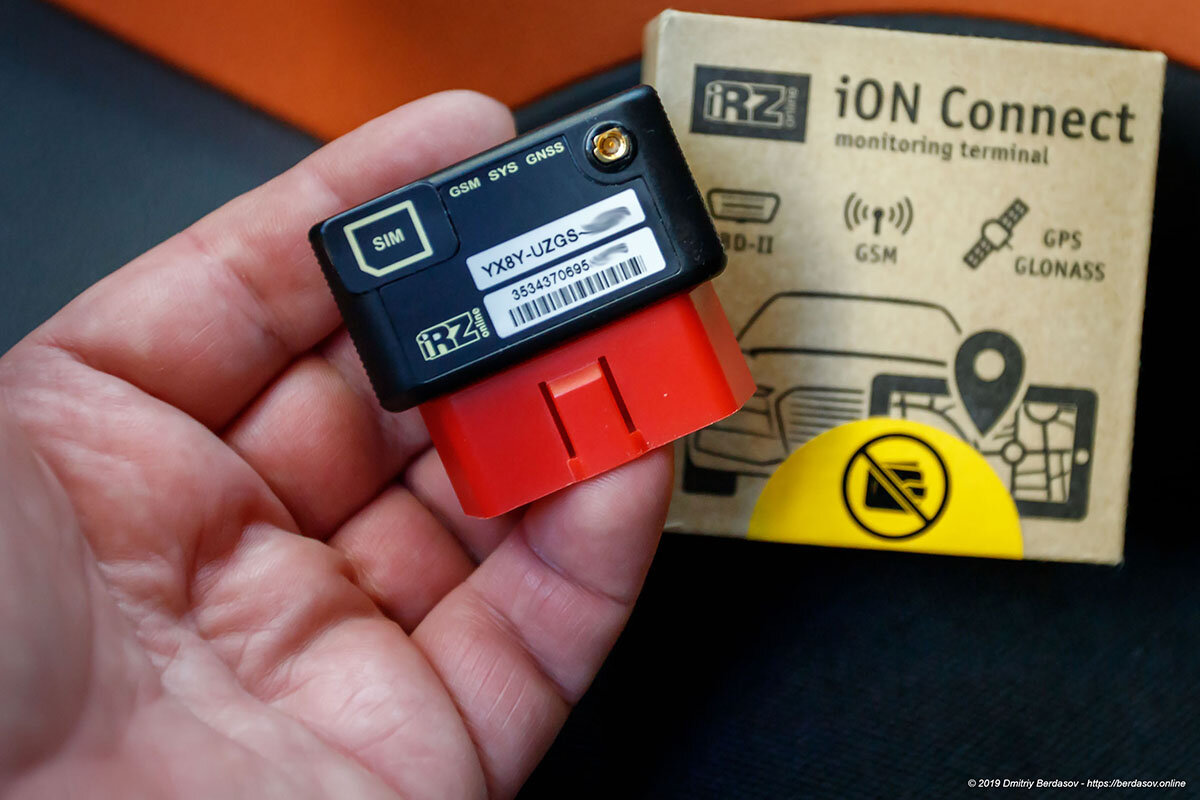 GSM SYS GNSS
SIM
YX8Y-UZGS-
3534370695
iRZ online
iRZ online
iON Connect
monitoring terminal
GSM
GPS
GLONASS
© 2019 Dmitriy Berdasov - https://berdasov.online